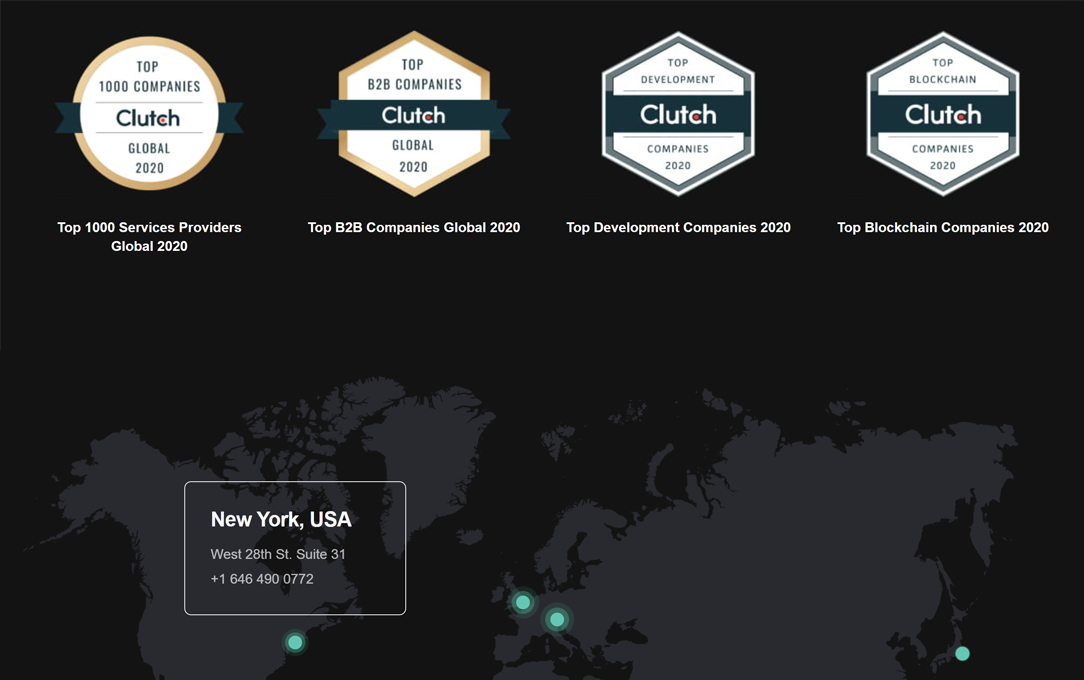 TOP
1000 COMPANIES
Clutch
GLOBAL
2020
TOP
B2B COMPANIES
Clutch
GLOBAL
2020
TOP
DEVELOPMENT
Clutch
COMPANIES
2020
TOP
BLOCKCHAIN
Clutch
COMPANIES
2020
Top 1000 Services Providers
Global 2020
Top B2B Companies Global 2020
Top Development Companies 2020
Top Blockchain Companies 2020
New York, USA
West 28th St. Suite 31
+1 646 490 0772